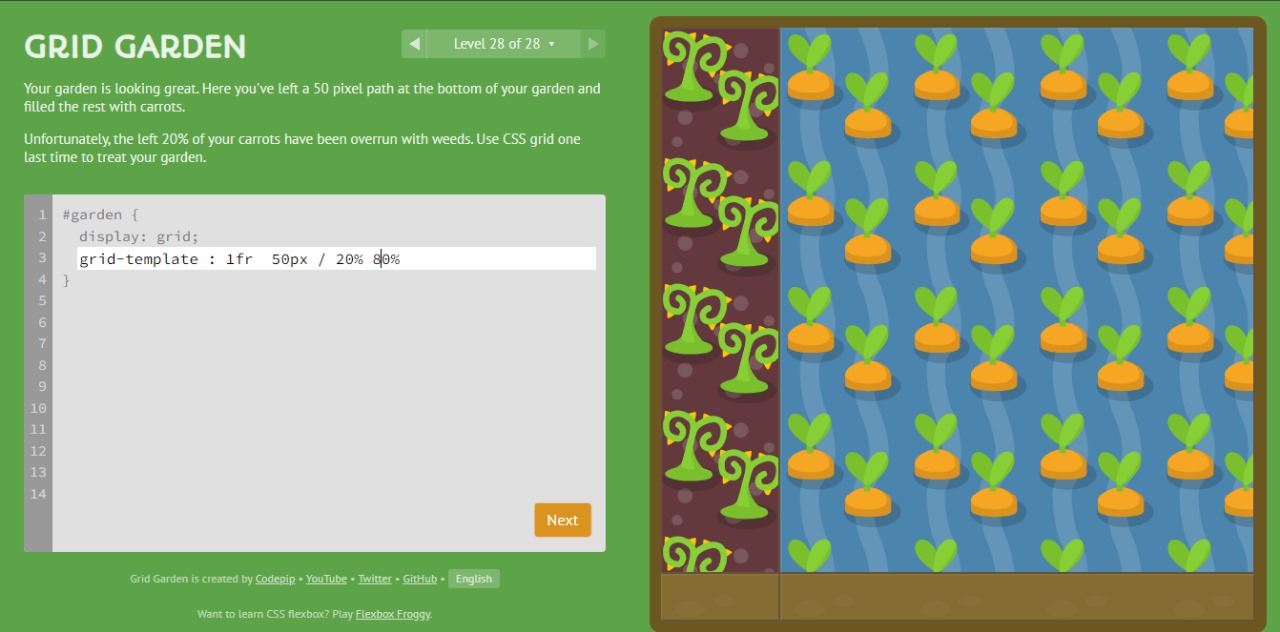 GRID GARDEN
◀ Level 28 of 28 ▾ ▶
Your garden is looking great. Here you've left a 50 pixel path at the bottom of your garden and
filled the rest with carrots.
Unfortunately, the left 20% of your carrots have been overrun with weeds. Use CSS grid one
last time to treat your garden.
1 #garden {
2 display: grid;
3 grid-template : 1fr  50px / 20% 80%
4 }
5
6
7
8
9
10
11
12
13
14
Next
Grid Garden is created by Codepip • YouTube • Twitter • GitHub • English
Want to learn CSS flexbox? Play Flexbox Froggy.